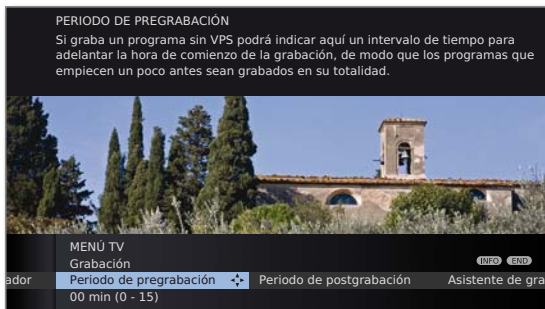 PERIODO DE PREGRABACIÓN
Si graba un programa sin VPS podrá indicar aquí un intervalo de tiempo para
adelantar la hora de comienzo de la grabación, de modo que los programas que
empiecen un poco antes sean grabados en su totalidad.
MENÚ TV
Grabación
INFO END
ador Periodo de pregrabación Periodo de postgrabación Asistente de gra
00 min (0 - 15)